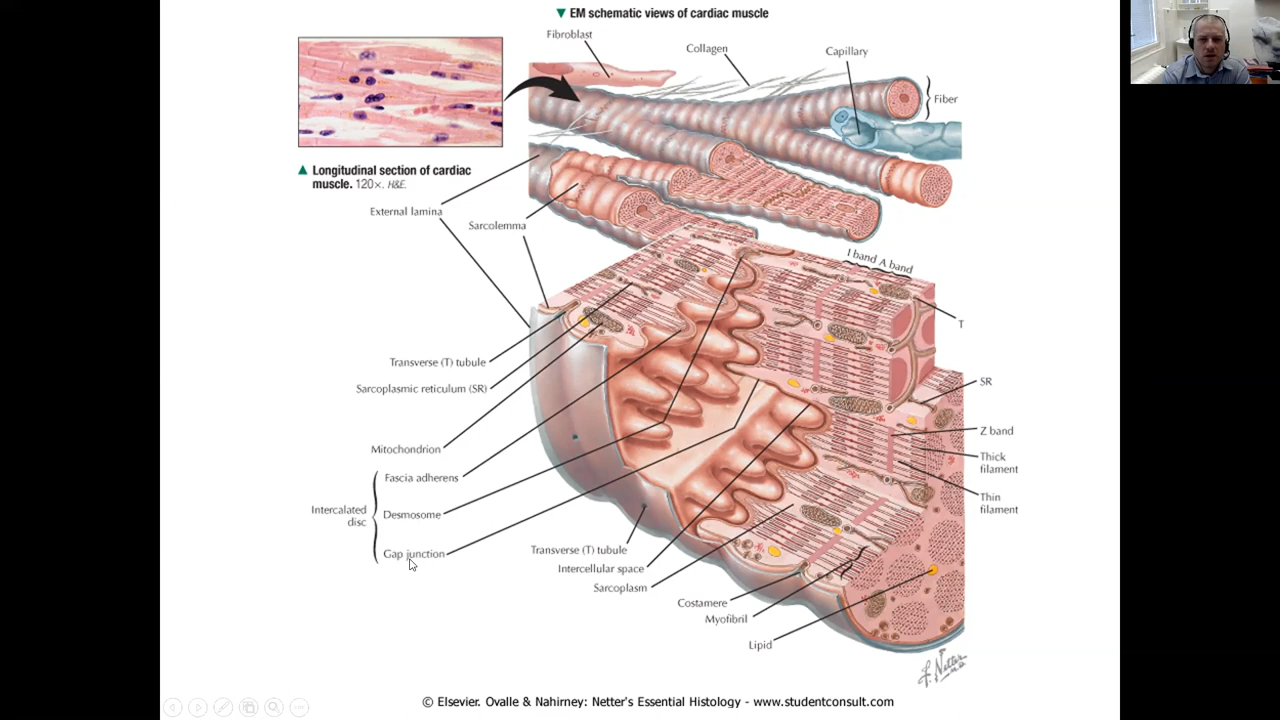 ▼ EM schematic views of cardiac muscle
Fibroblast
Collagen
Capillary
Fiber
▲ Longitudinal section of cardiac
muscle. 120×. H&E.
External lamina
Sarcolemma
I band A band
T
Transverse (T) tubule
Sarcoplasmic reticulum (SR)
SR
Z band
Mitochondrion
Thick
filament
Fascia adherens
Thin
filament
Intercalated
disc
Desmosome
Gap junction
Transverse (T) tubule
Intercellular space
Sarcoplasm
Costamere
Myofibril
Lipid
F. Netter
M.D.
© Elsevier. Ovalle & Nahirney: Netter's Essential Histology - www.studentconsult.com